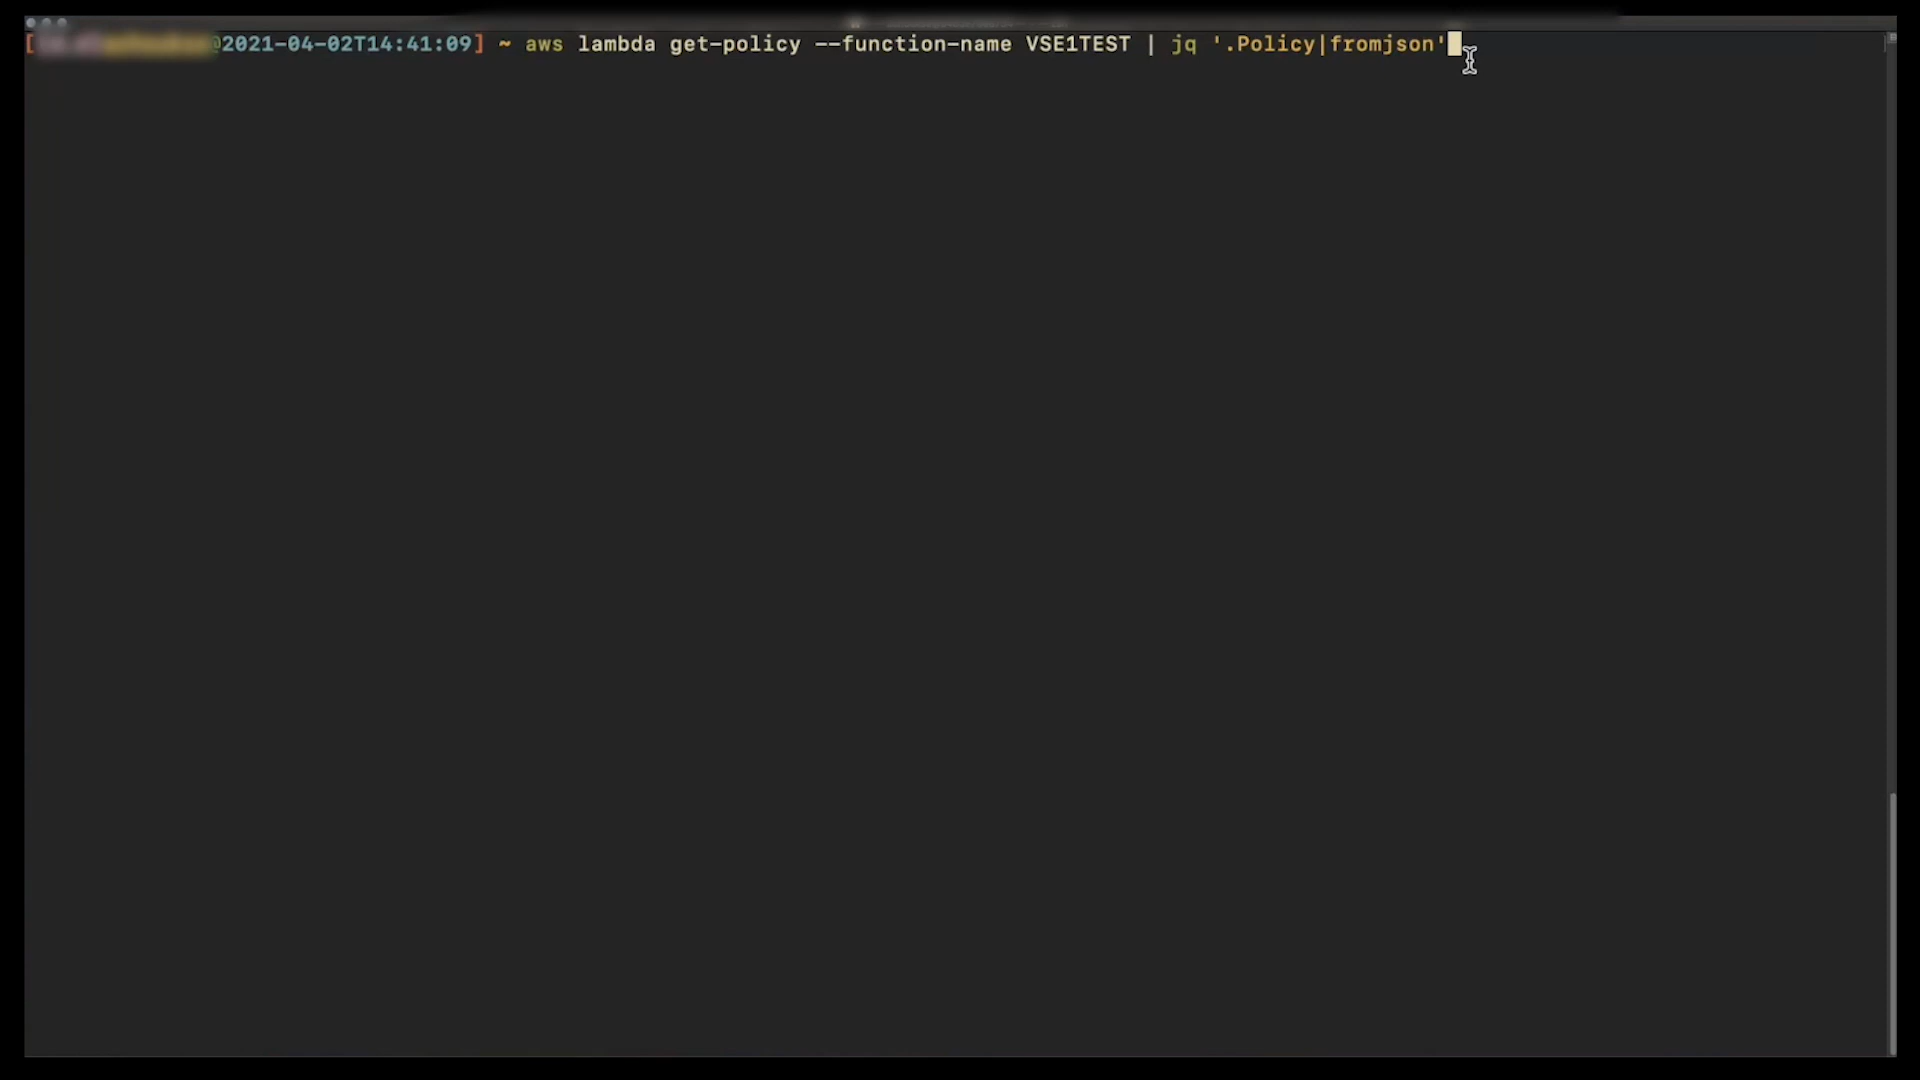 @2021-04-02T14:41:09] ~ aws lambda get-policy --function-name VSE1TEST | jq '.Policy|fromjson'